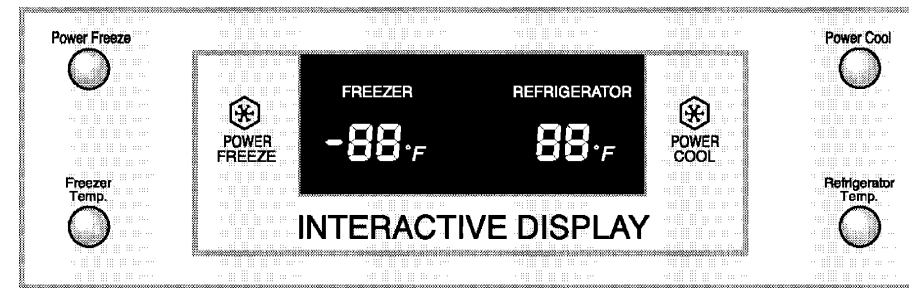 Power Freeze
Power Cool
FREEZER
REFRIGERATOR
POWER
FREEZE
-88°F
88°F
POWER
COOL
Freezer
Temp.
Refrigerator
Temp.
INTERACTIVE DISPLAY